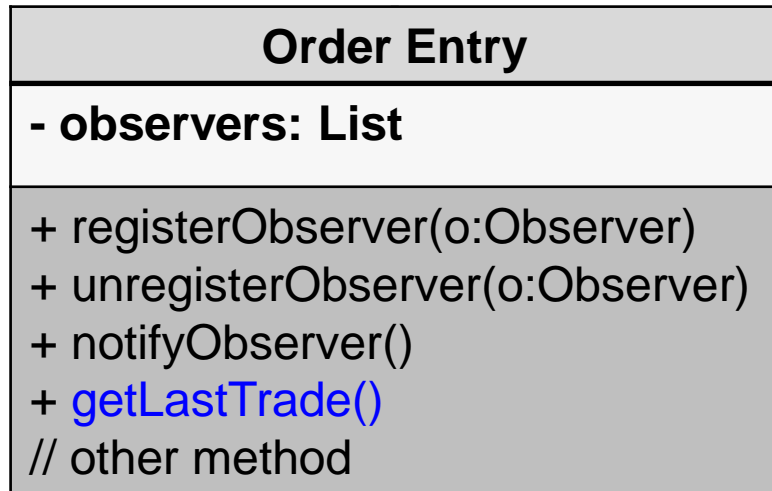 Order Entry
- observers: List
+ registerObserver(o:Observer)
+ unregisterObserver(o:Observer)
+ notifyObserver()
+ getLastTrade()
// other method